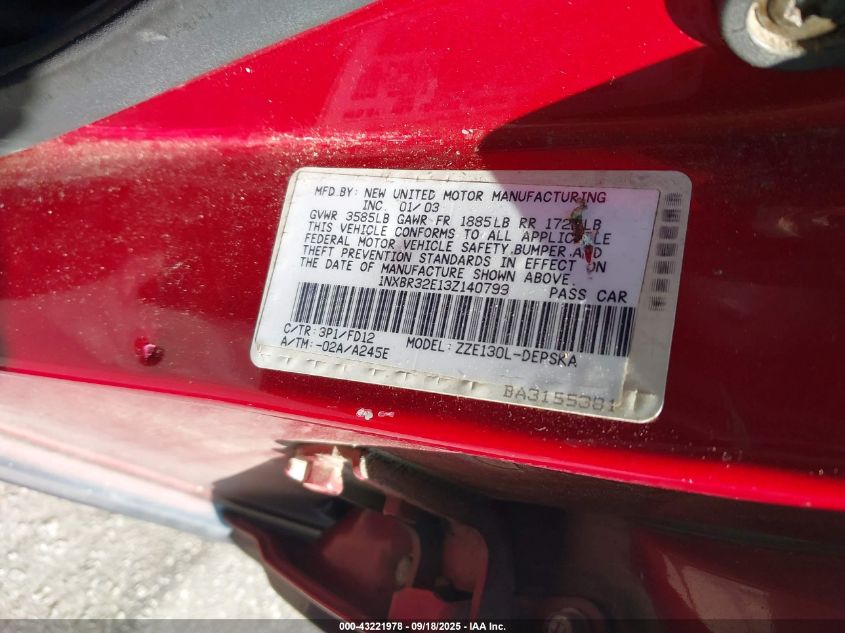 MFD.BY: NEW UNITED MOTOR MANUFACTURING
INC. 01/03
GVWR 3585LB GAWR FR 1885LB RR LB
THIS VEHICLE CONFORMS TO ALL APPLICABLE
FEDERAL MOTOR VEHICLE SAFETY,BUMPER,AND
THEFT PREVENTION STANDARDS IN EFFECT ON
THE DATE OF MANUFACTURE SHOWN ABOVE.
1NXBR32E13Z140799 PASS CAR
C/TR: 3P1/FD12
A/TM: -02A/A245E MODEL: ZZE130L-DEPSKA
BA3155381
000-43221978 - 09/18/2025 - IAA Inc.